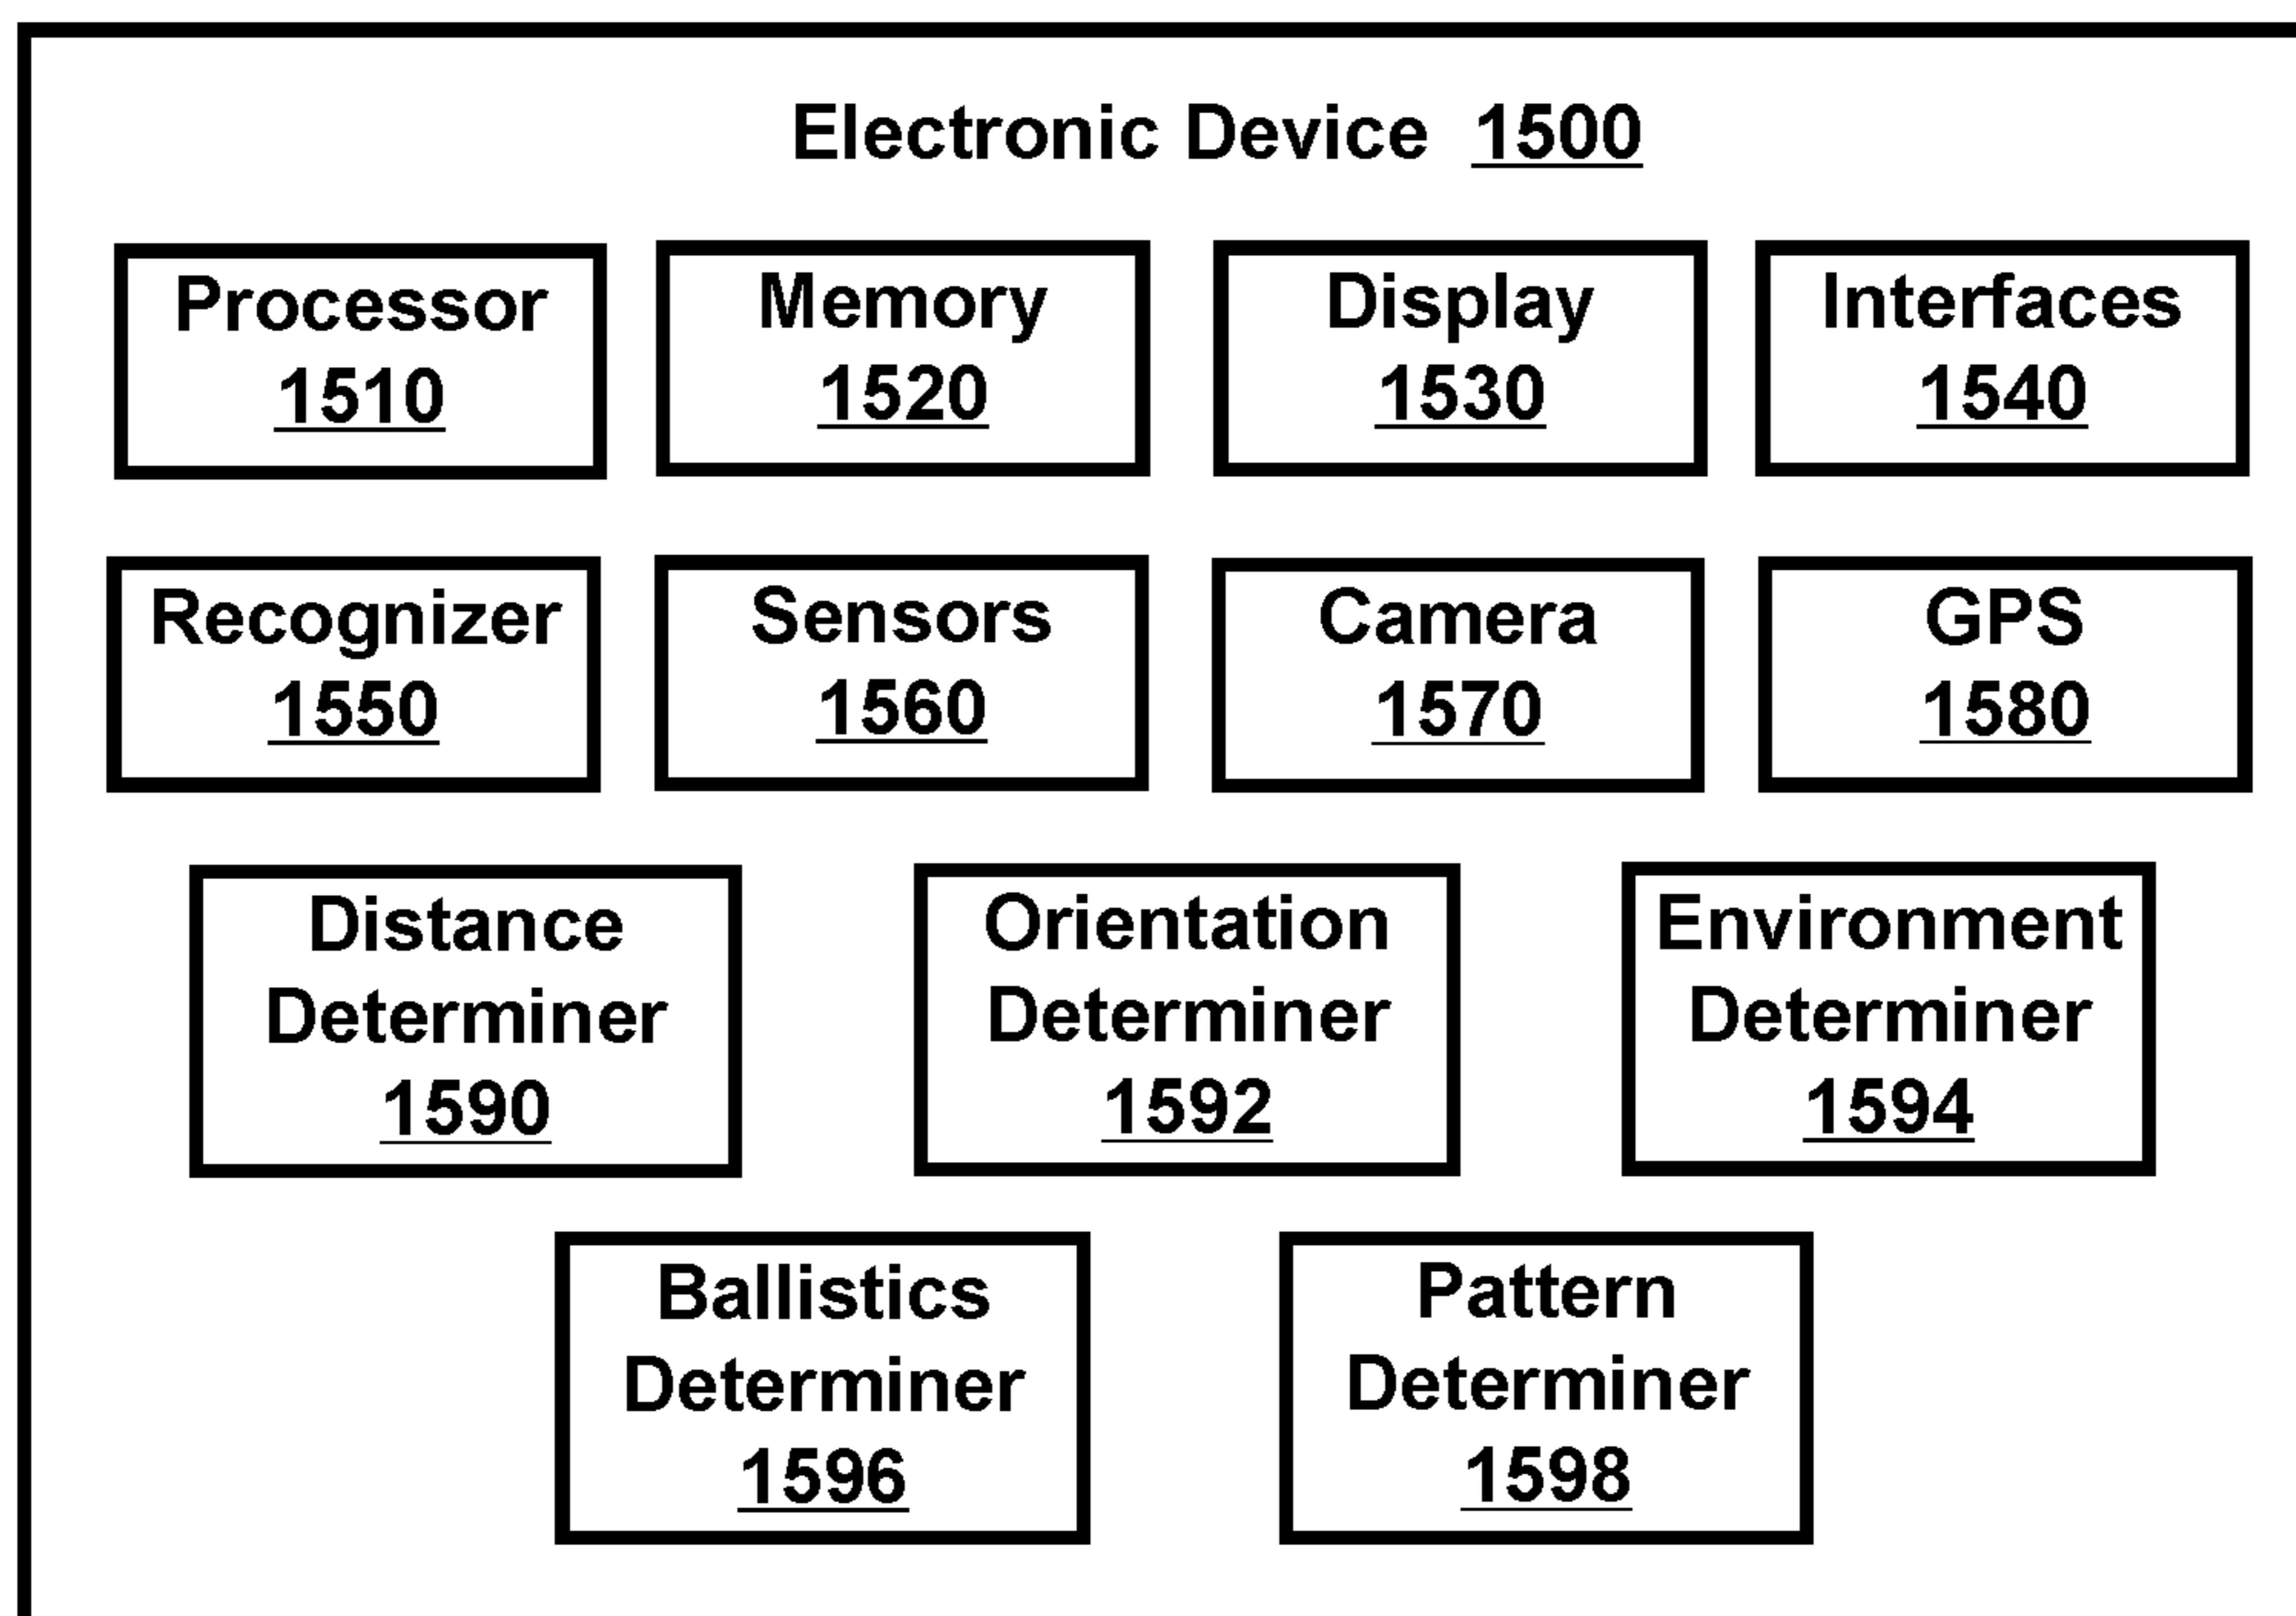 Electronic Device 1500
Processor
1510
Memory
1520
Display
1530
Interfaces
1540
Recognizer
1550
Sensors
1560
Camera
1570
GPS
1580
Distance
Determiner
1590
Orientation
Determiner
1592
Environment
Determiner
1594
Ballistics
Determiner
1596
Pattern
Determiner
1598